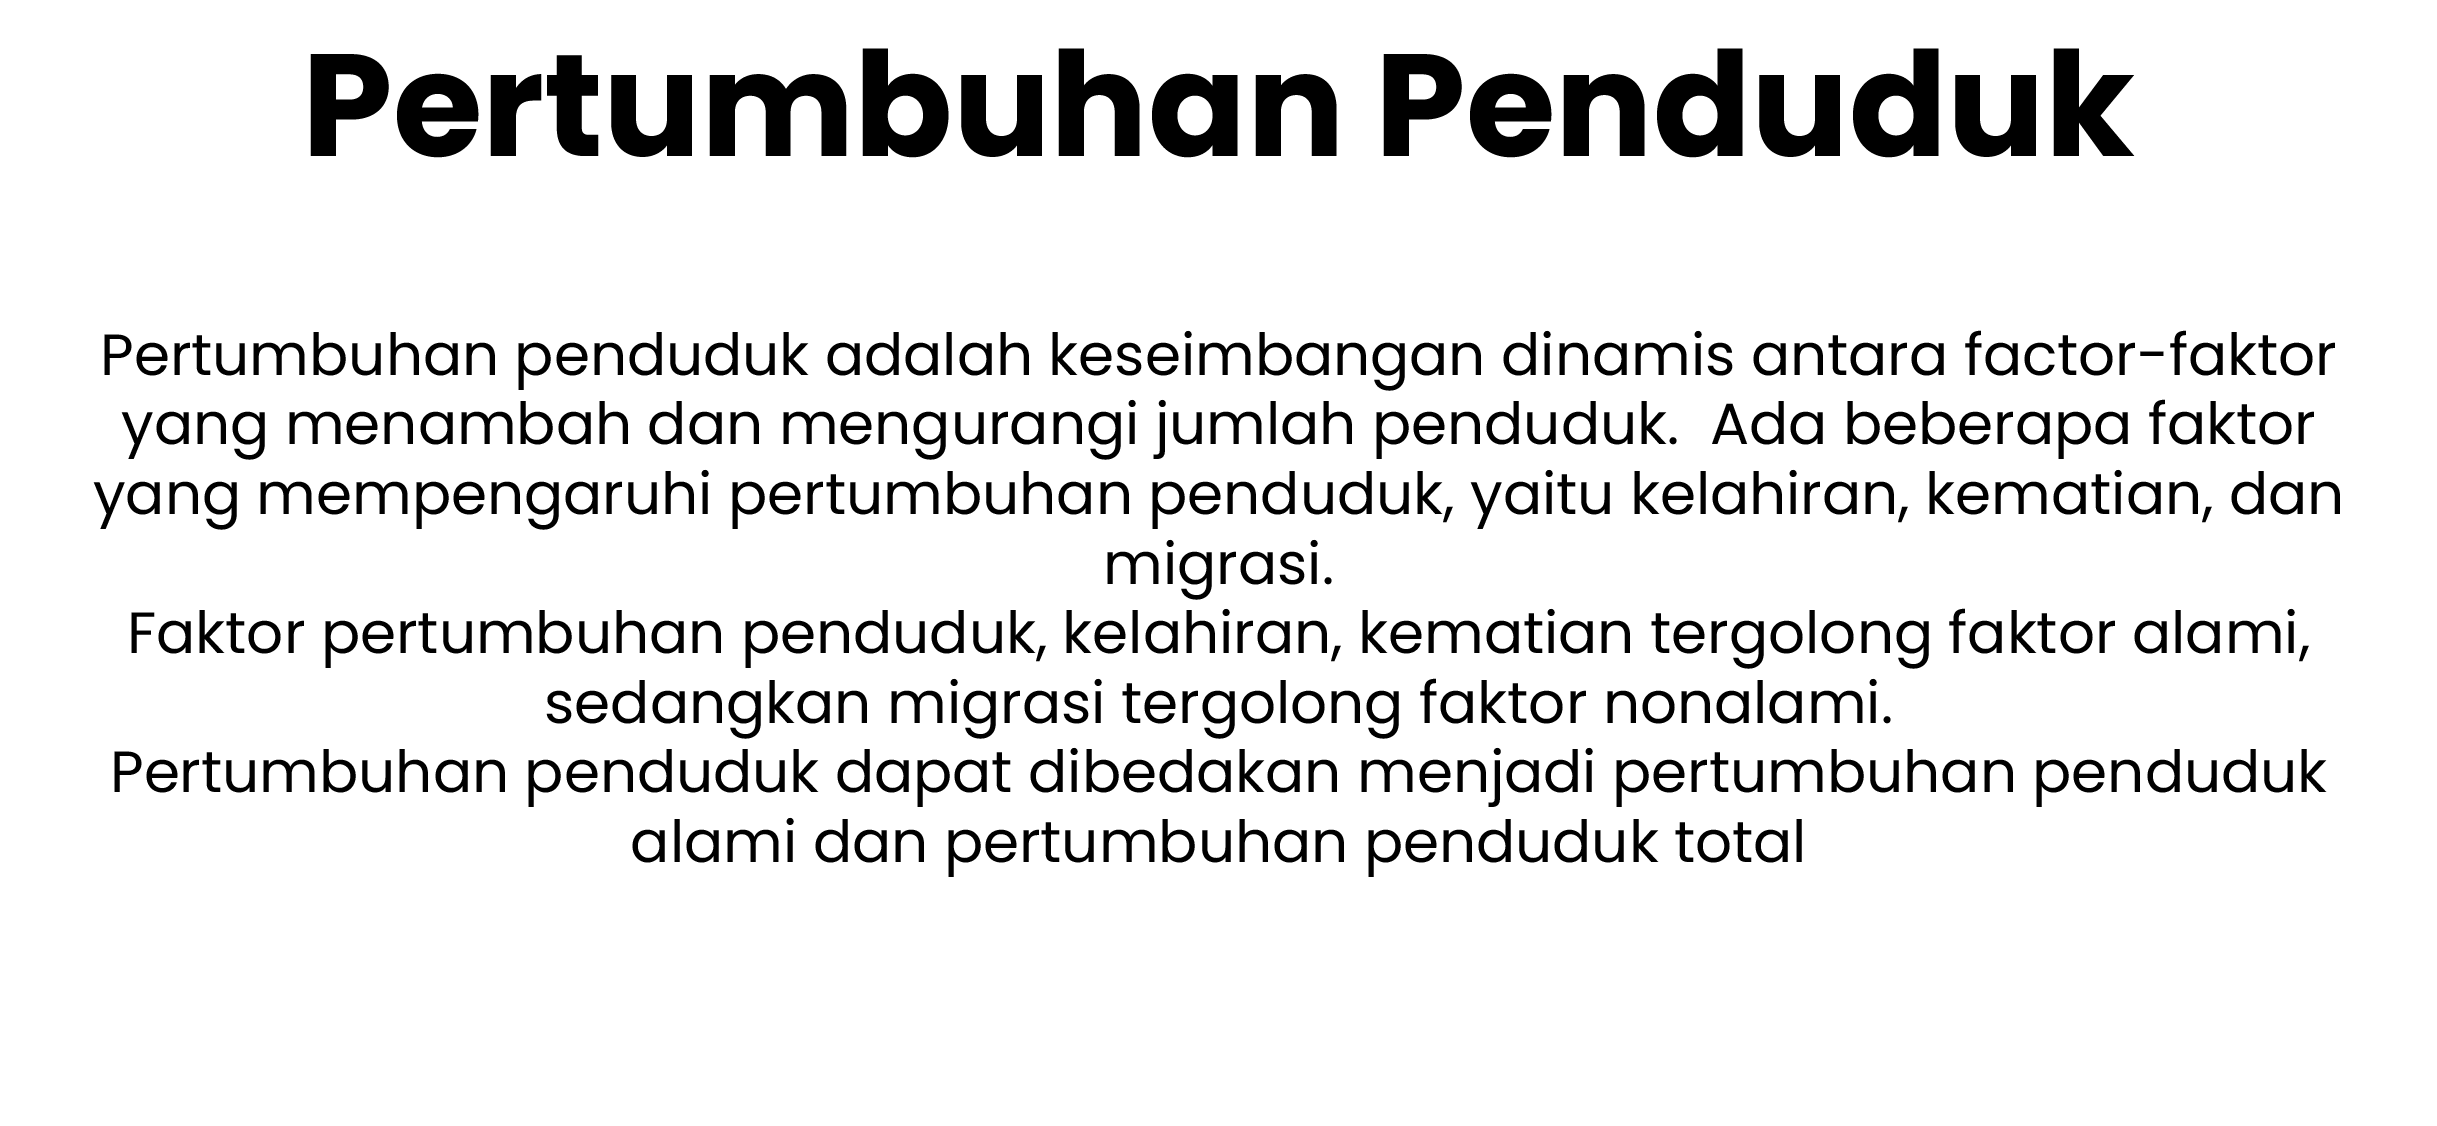 Pertumbuhan Penduduk
Pertumbuhan penduduk adalah keseimbangan dinamis antara factor-faktor
yang menambah dan mengurangi jumlah penduduk.  Ada beberapa faktor
yang mempengaruhi pertumbuhan penduduk, yaitu kelahiran, kematian, dan
migrasi.
Faktor pertumbuhan penduduk, kelahiran, kematian tergolong faktor alami,
sedangkan migrasi tergolong faktor nonalami.
Pertumbuhan penduduk dapat dibedakan menjadi pertumbuhan penduduk
alami dan pertumbuhan penduduk total